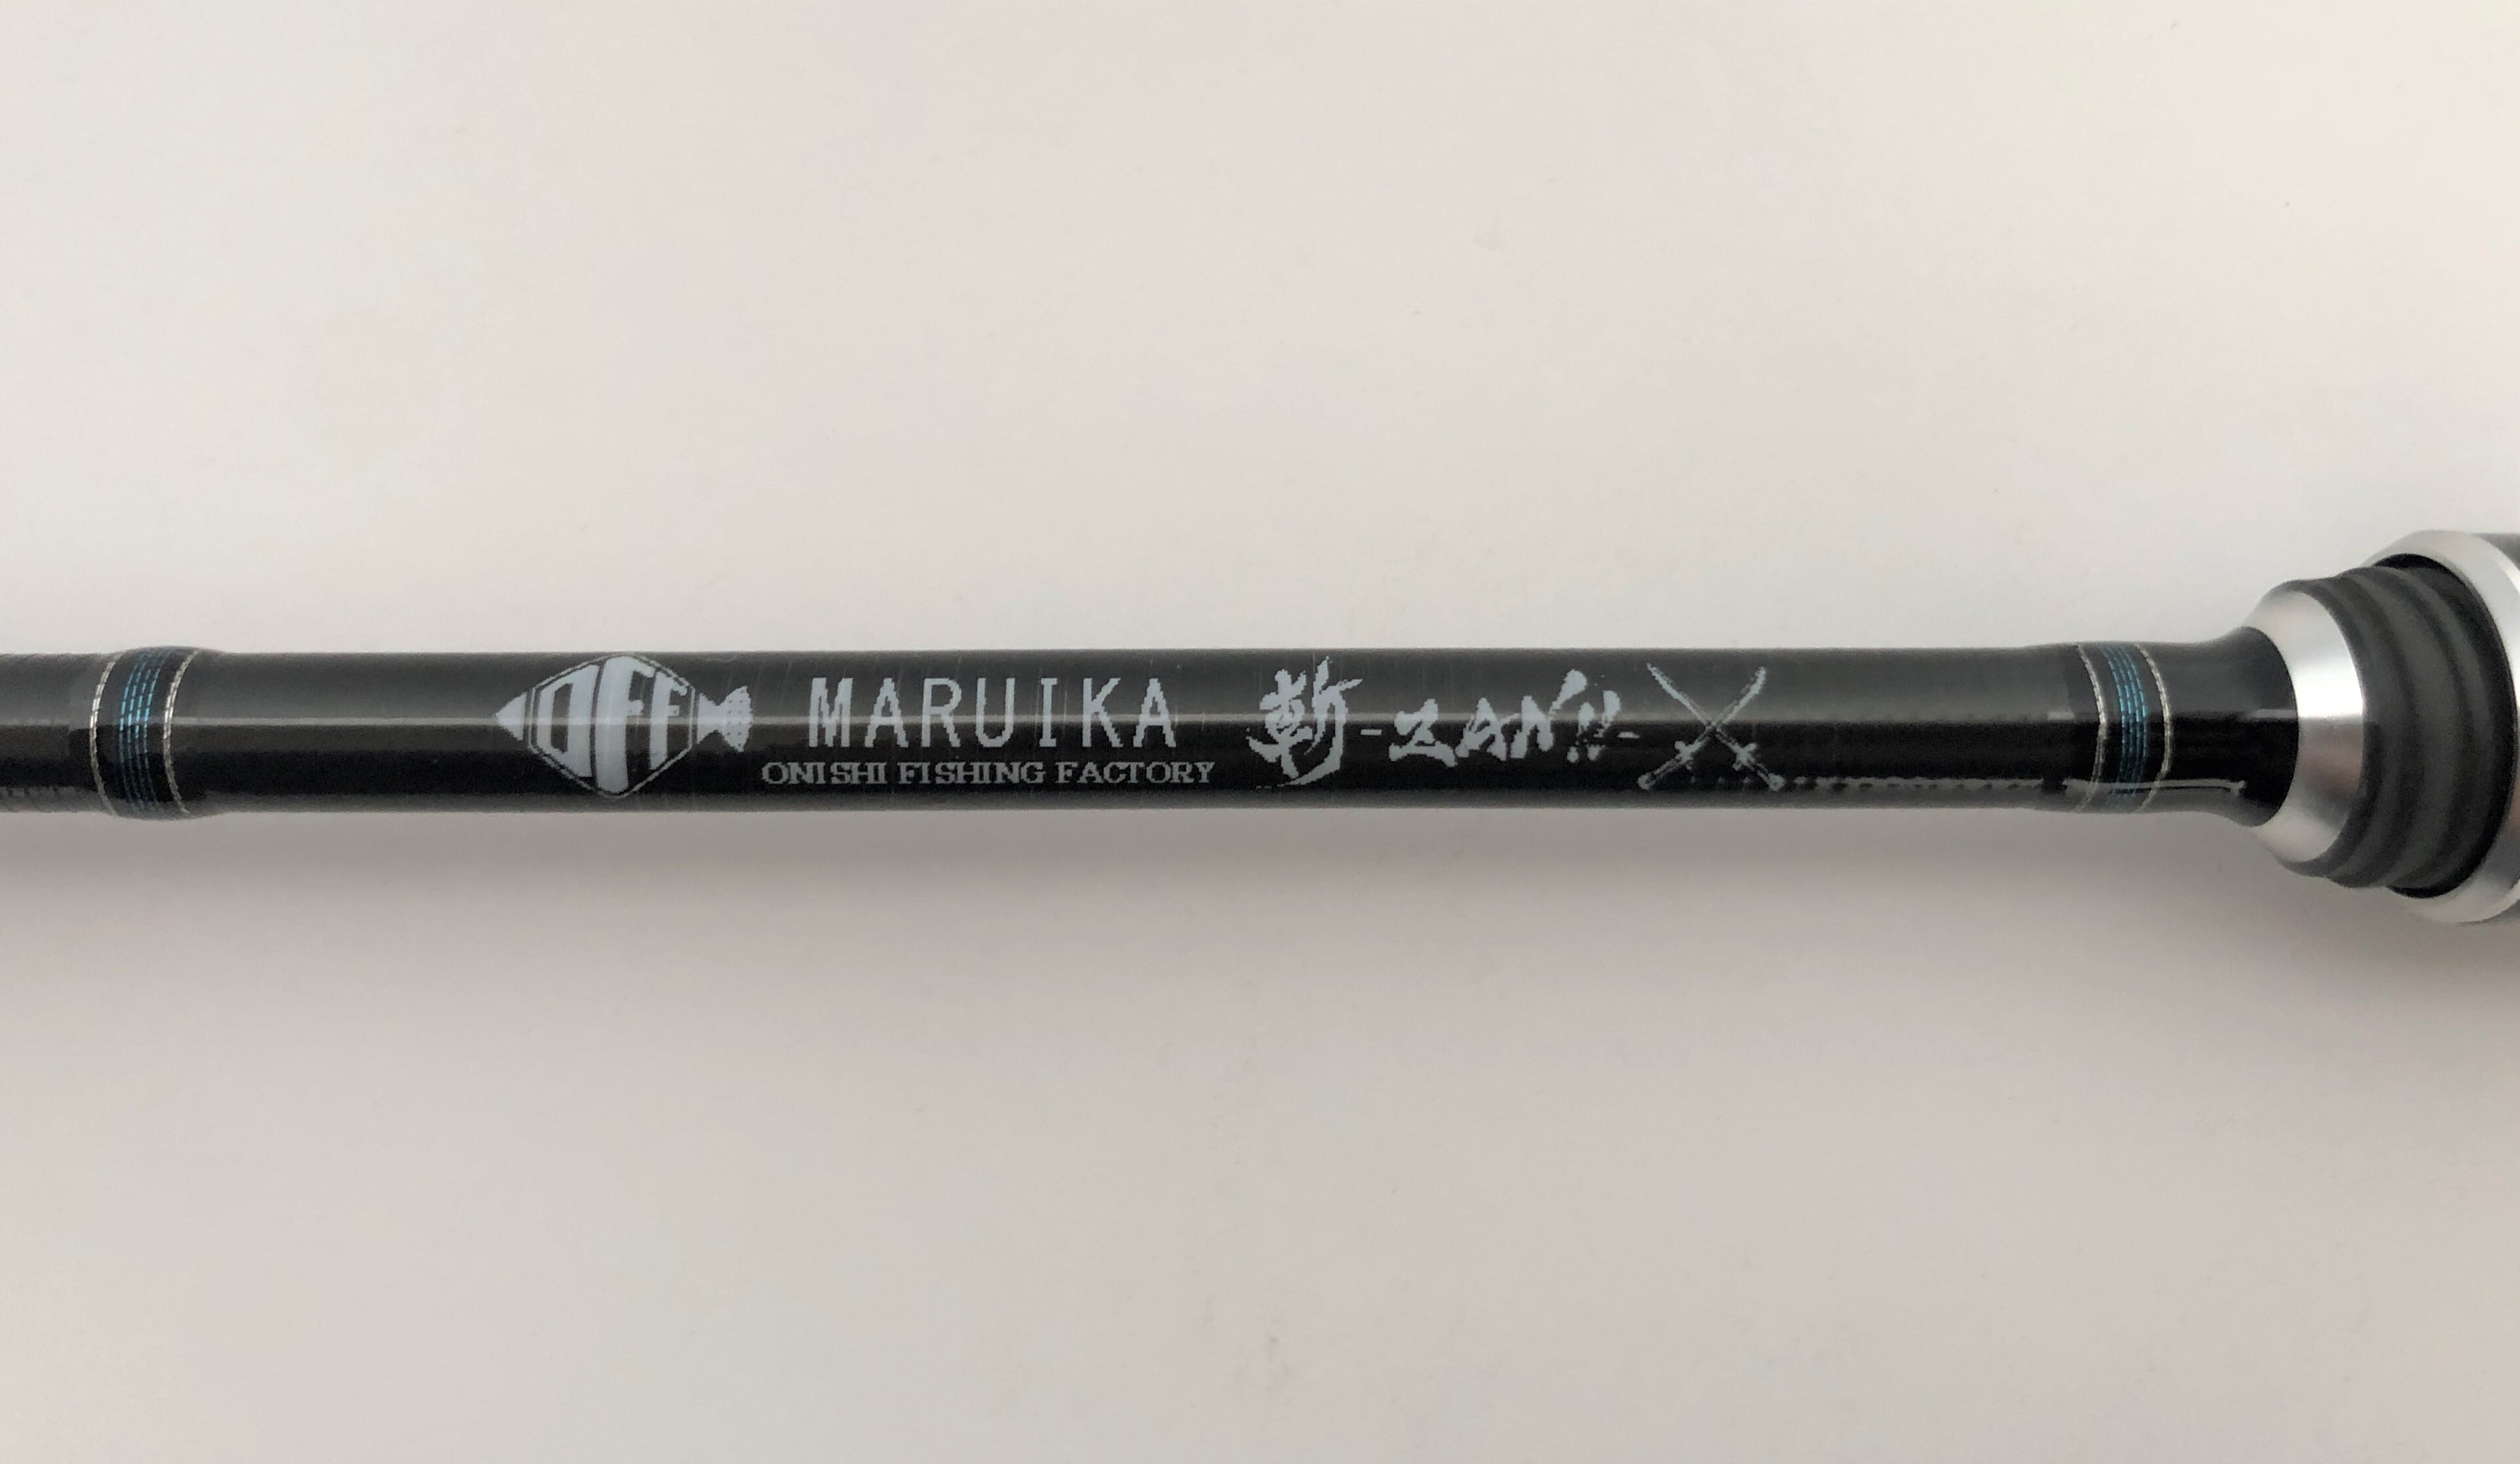 OFF
MARUIKA
ONISHI FISHING FACTORY
斬 -ZAN!!-